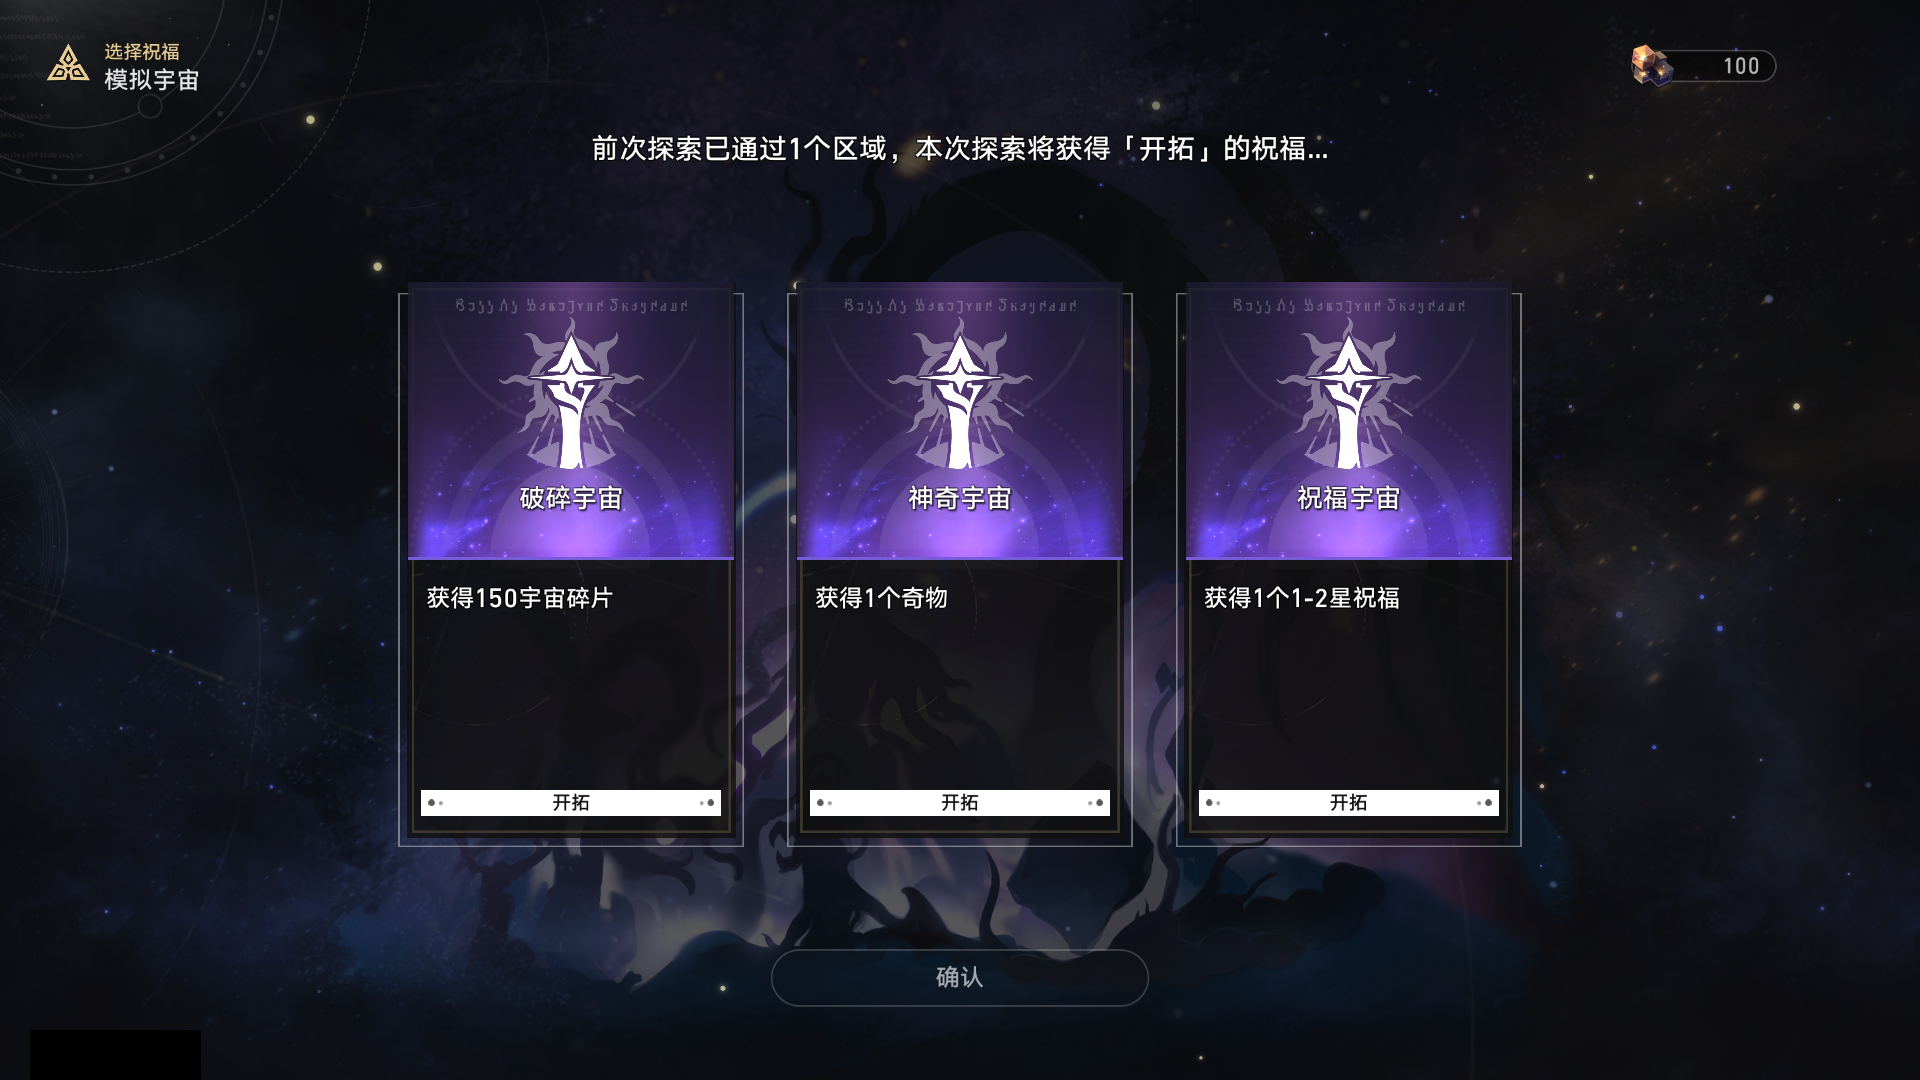 选择祝福
模拟宇宙
100
前次探索已通过1个区域，本次探索将获得「开拓」的祝福...
破碎宇宙
神奇宇宙
祝福宇宙
获得150宇宙碎片
获得1个奇物
获得1个1-2星祝福
开拓
开拓
开拓
确认